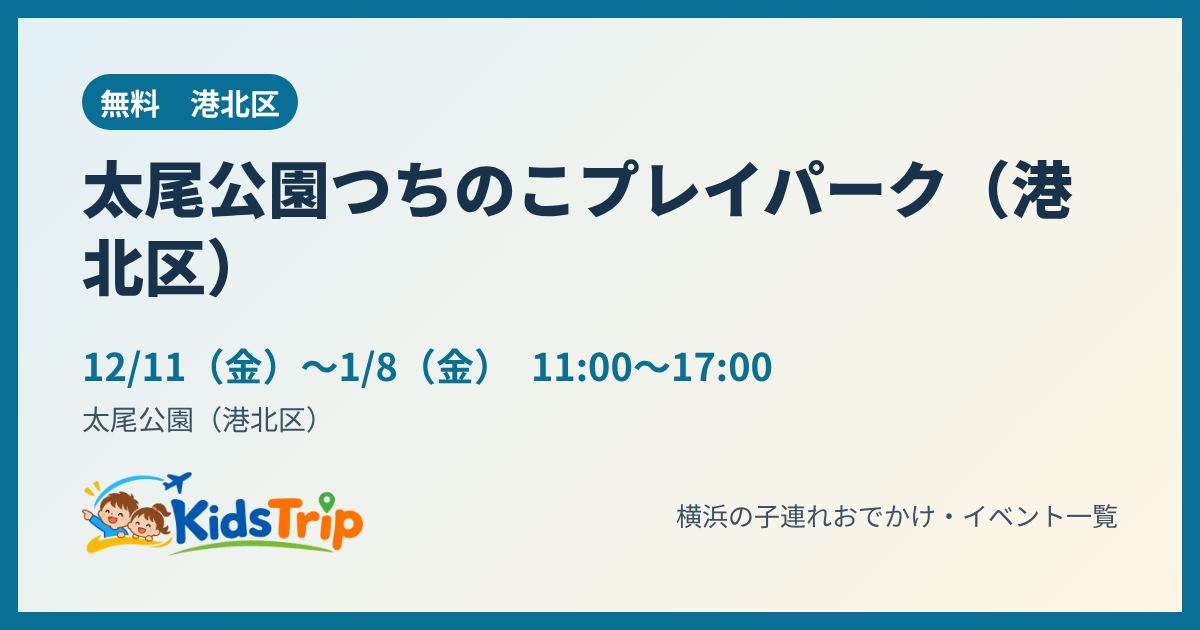 無料　港北区
太尾公園つちのこプレイパーク（港
北区）
12/11（金）〜1/8（金）　11:00〜17:00
太尾公園（港北区）
KidsTrip
横浜の子連れおでかけ・イベント一覧